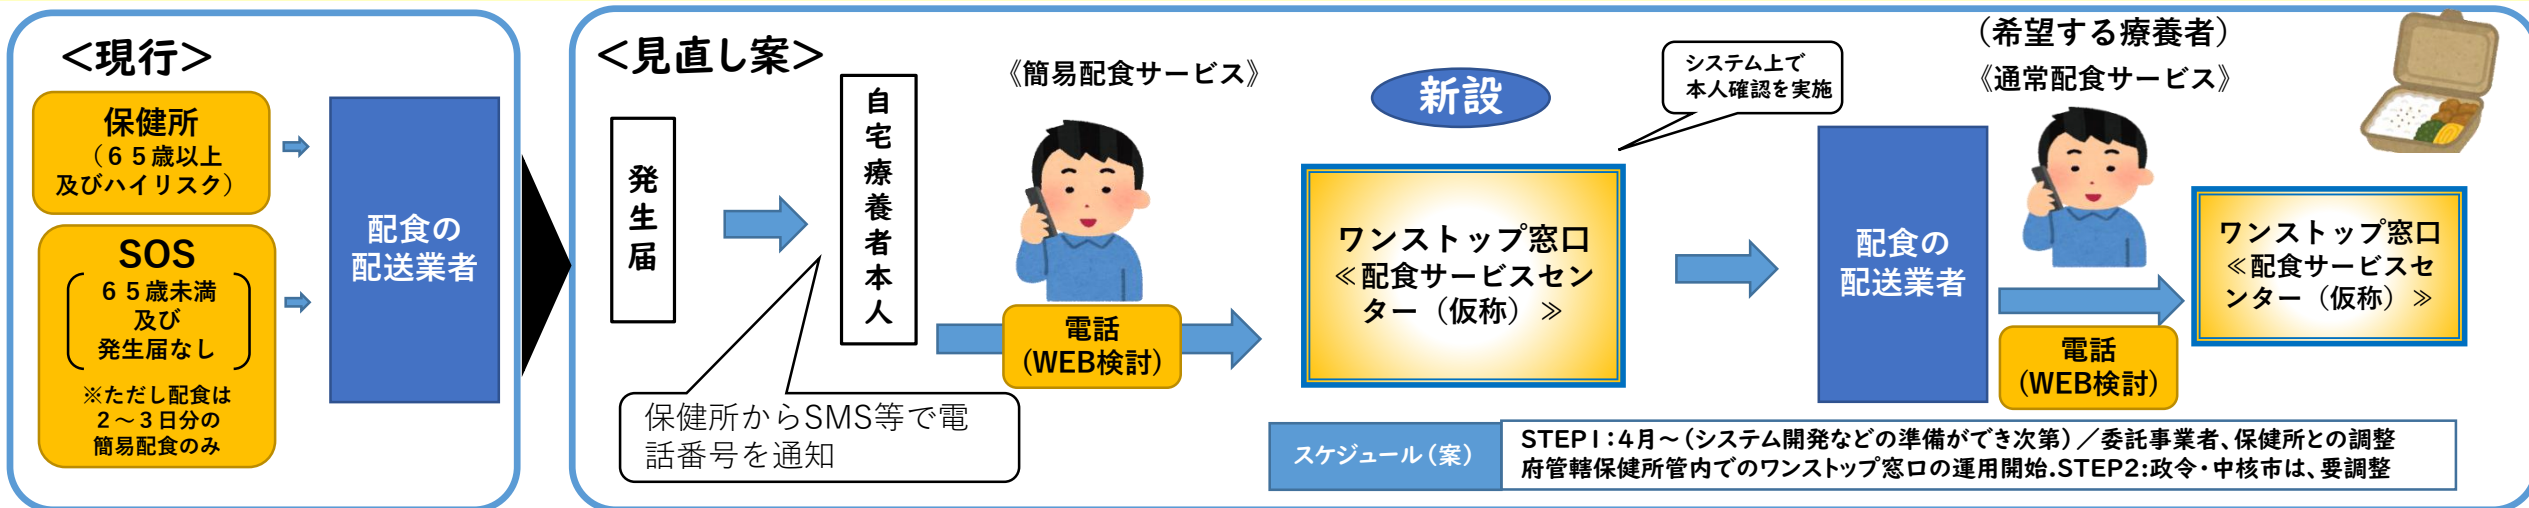 ＜現行＞
保健所
（６５歳以上
及びハイリスク）
SOS
６５歳未満
及び
発生届なし
※ただし配食は
２～３日分の
簡易配食のみ
配食の
配送業者
＜見直し案＞
発生届
自宅療養者本人
保健所からSMS等で電
話番号を通知
《簡易配食サービス》
電話
(WEB検討)
新設
システム上で
本人確認を実施
ワンストップ窓口
≪配食サービスセン
ター（仮称）≫
配食の
配送業者
（希望する療養者）
《通常配食サービス》
電話
(WEB検討)
ワンストップ窓口
≪配食サービスセ
ンター（仮称）≫
スケジュール（案）
STEP1：4月～（システム開発などの準備ができ次第）／委託事業者、保健所との調整
府管轄保健所管内でのワンストップ窓口の運用開始.STEP2:政令・中核市は、要調整